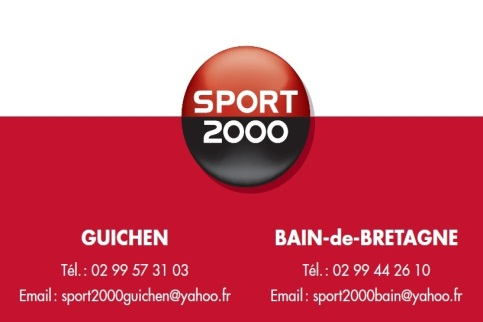 SPORT
2000
GUICHEN
Tél. : 02 99 57 31 03
Email : sport2000guichen@yahoo.fr
BAIN-de-BRETAGNE
Tél. : 02 99 44 26 10
Email : sport2000bain@yahoo.fr